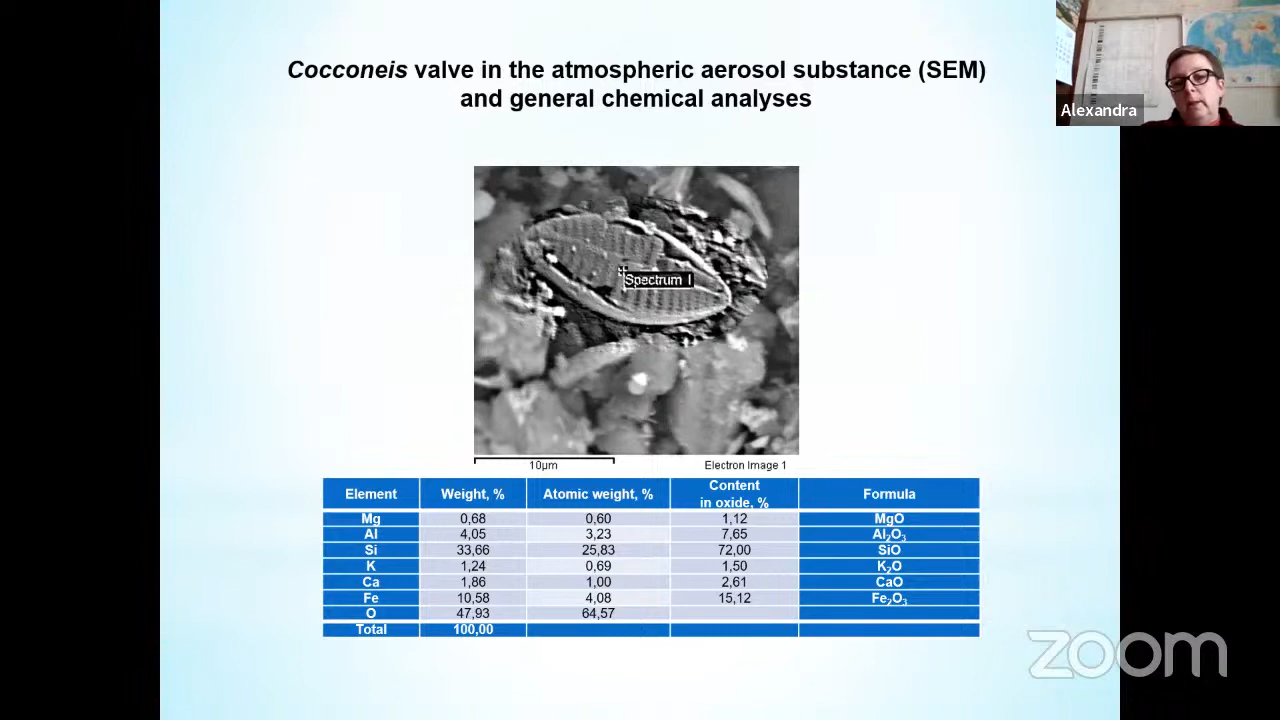 Cocconeis valve in the atmospheric aerosol substance (SEM)
and general chemical analyses
Alexandra
Spectrum 1
10µm
Electron Image 1
Element Weight, % Atomic weight, % Content in oxide, % Formula
Mg 0,68 0,60 1,12 MgO
Al 4,05 3,23 7,65 Al₂O₃
Si 33,66 25,83 72,00 SiO
K 1,24 0,69 1,50 K₂O
Ca 1,86 1,00 2,61 CaO
Fe 10,58 4,08 15,12 Fe₂O₃
O 47,93 64,57
Total 100,00
zoom